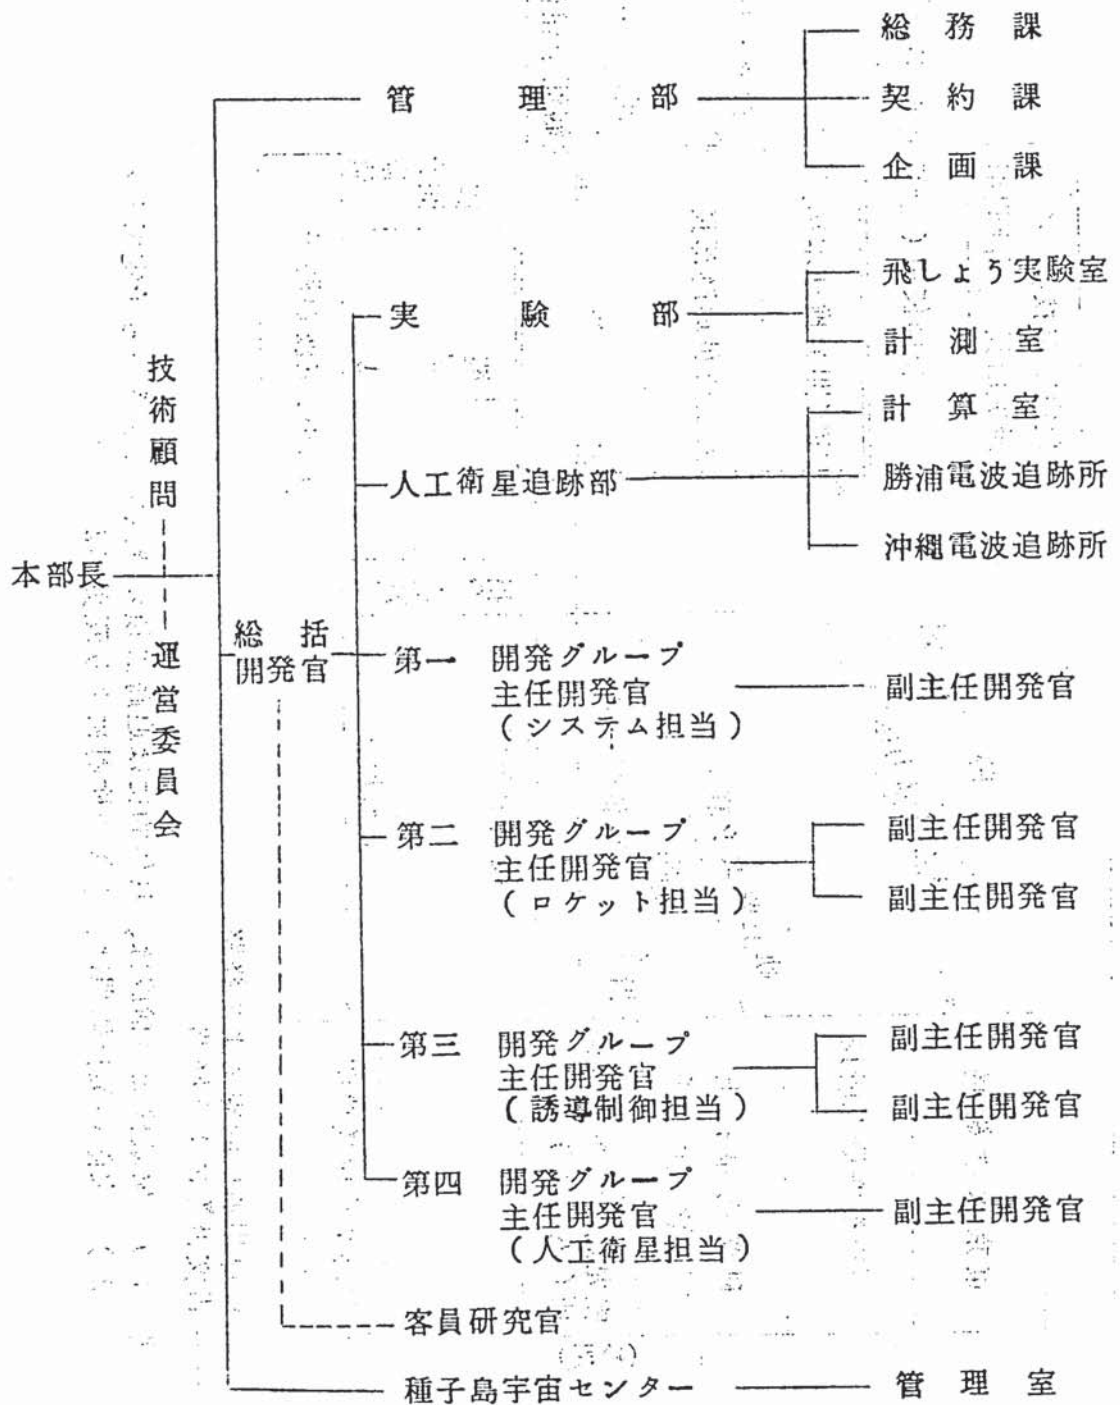 総務課
管理部
契約課
企画課
飛しょう実験室
実験部
計測室
計算室
人工衛星追跡部
勝浦電波追跡所
沖縄電波追跡所
技術顧問
本部長
運営委員会
総括
開発官
第一 開発グループ
主任開発官
(システム担当)
副主任開発官
第二 開発グループ
主任開発官
(ロケット担当)
副主任開発官
副主任開発官
第三 開発グループ
主任開発官
(誘導制御担当)
副主任開発官
副主任開発官
第四 開発グループ
主任開発官
(人工衛星担当)
副主任開発官
客員研究官
種子島宇宙センター
管理室